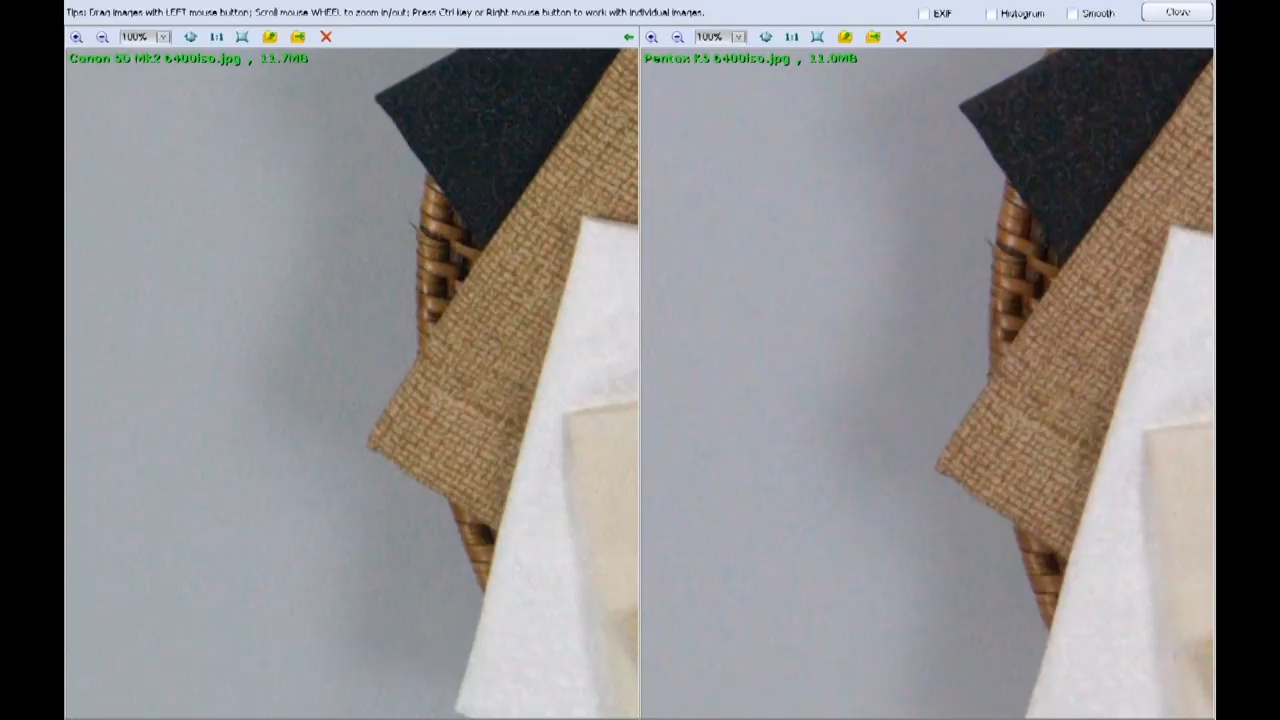 Tips: Drag images with LEFT mouse button; Scroll mouse WHEEL to zoom in/out; Press Ctrl key or Right mouse button to work with individual images.
EXIF
Histogram
Smooth
Close
100%
1:1
100%
1:1
Canon 5D Mk2 6400iso.jpg , 11.7MB
Pentax K5 6400iso.jpg , 11.0MB